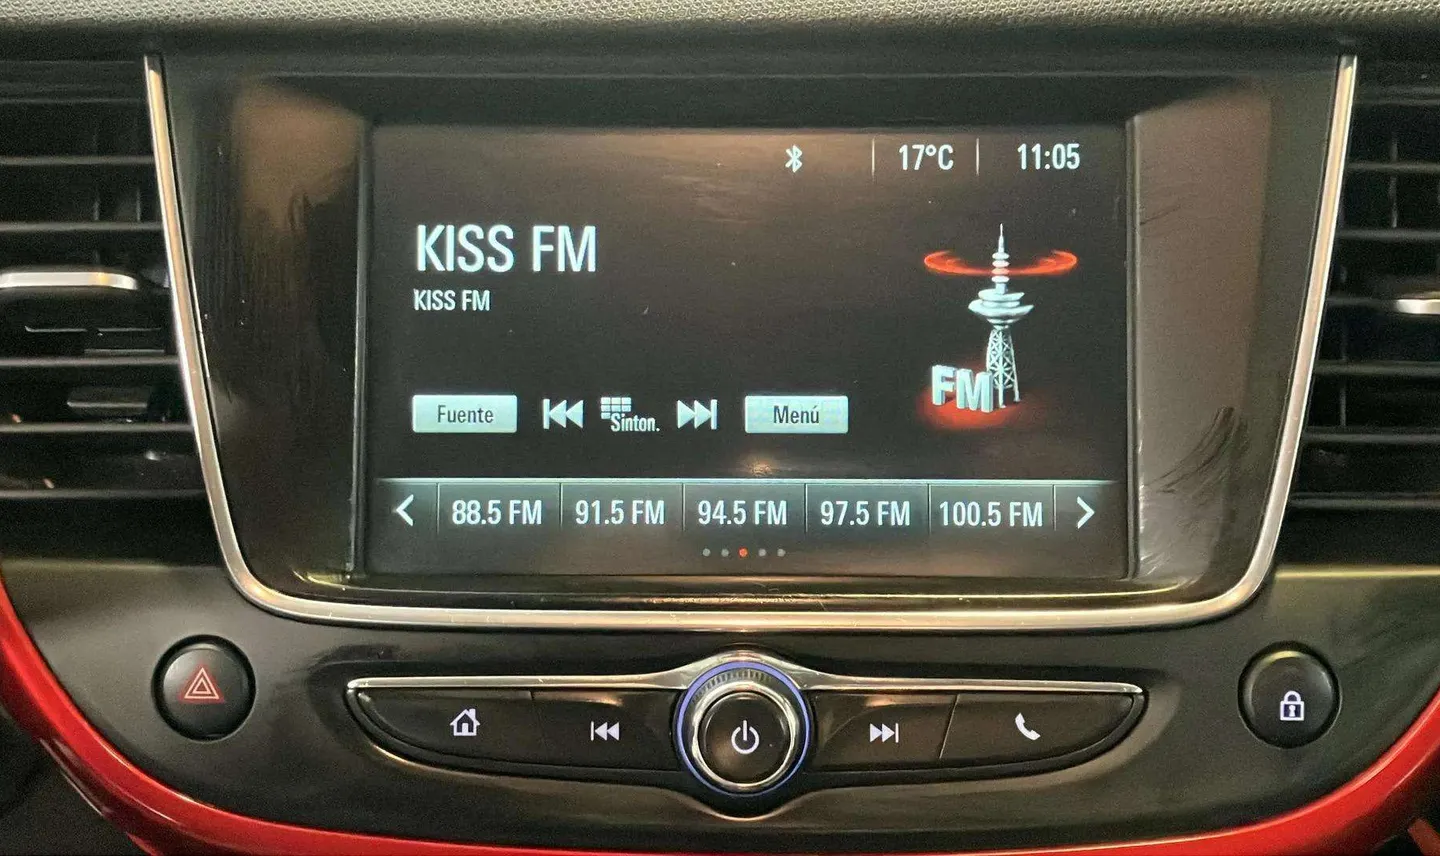 17°C 11:05
KISS FM
KISS FM
FM
Fuente Sinton. Menú
88.5 FM 91.5 FM 94.5 FM 97.5 FM 100.5 FM